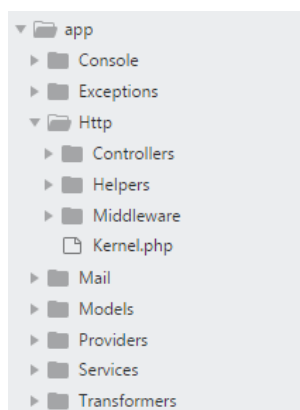 app
Console
Exceptions
Http
Controllers
Helpers
Middleware
Kernel.php
Mail
Models
Providers
Services
Transformers